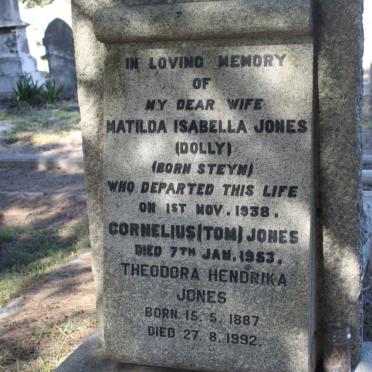 IN LOVING MEMORY
OF
MY DEAR WIFE
MATILDA ISABELLA JONES
(DOLLY)
(BORN STEYN)
WHO DEPARTED THIS LIFE
ON 1ST NOV. 1938.
CORNELIUS (TOM) JONES
DIED 7TH JAN. 1953.
THEODORA HENDRIKA
JONES
BORN 15. 5. 1887
DIED 27. 8. 1992.